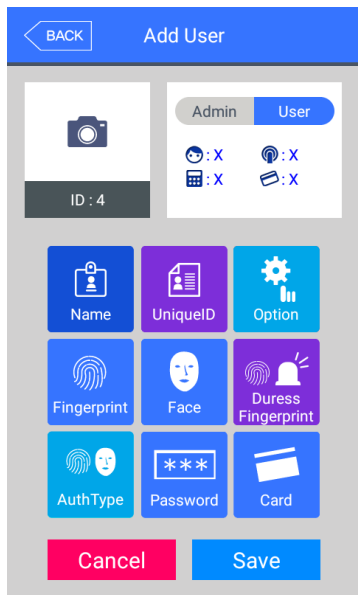 BACK
Add User
Admin
User
: X
: X
: X
: X
ID : 4
Name
UniqueID
Option
Fingerprint
Face
Duress
Fingerprint
AuthType
***
Password
Card
Cancel
Save